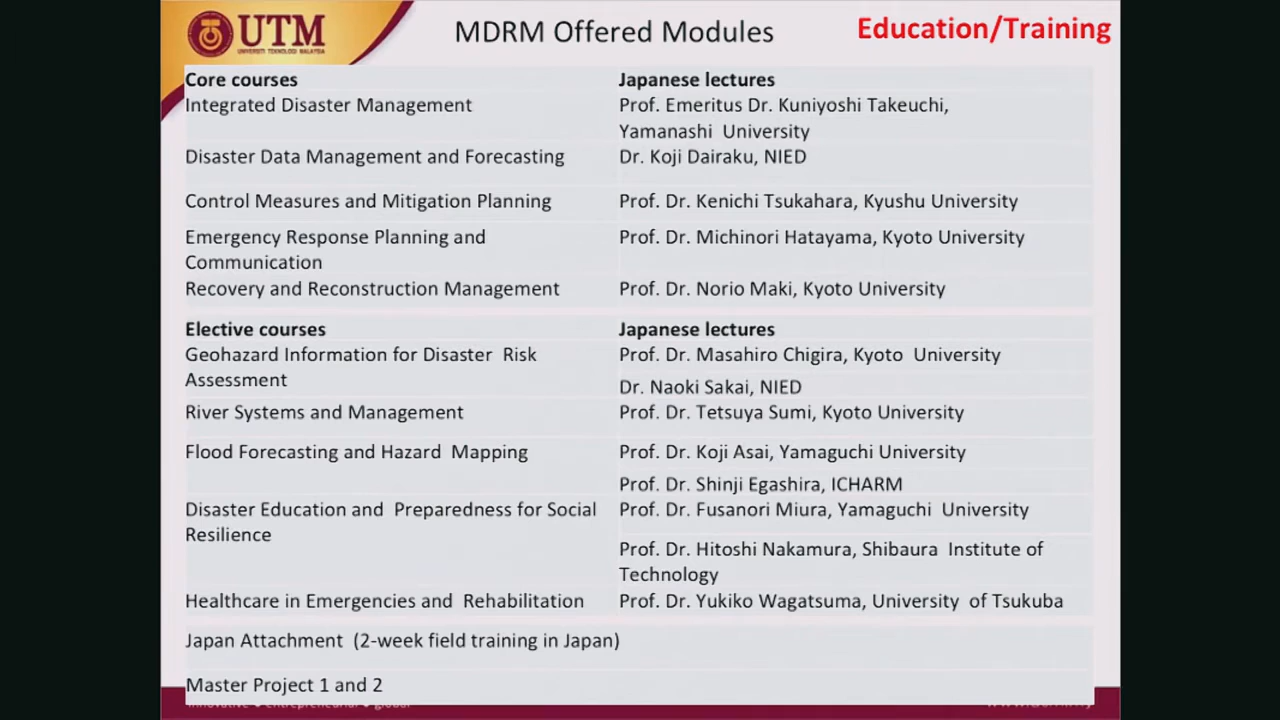 UTM
UNIVERSITI TEKNOLOGI MALAYSIA
MDRM Offered Modules
Education/Training
Core courses
Japanese lectures
Integrated Disaster Management
Prof. Emeritus Dr. Kuniyoshi Takeuchi,
Yamanashi University
Disaster Data Management and Forecasting
Dr. Koji Dairaku, NIED
Control Measures and Mitigation Planning
Prof. Dr. Kenichi Tsukahara, Kyushu University
Emergency Response Planning and
Communication
Prof. Dr. Michinori Hatayama, Kyoto University
Recovery and Reconstruction Management
Prof. Dr. Norio Maki, Kyoto University
Elective courses
Japanese lectures
Geohazard Information for Disaster Risk
Assessment
Prof. Dr. Masahiro Chigira, Kyoto University
Dr. Naoki Sakai, NIED
River Systems and Management
Prof. Dr. Tetsuya Sumi, Kyoto University
Flood Forecasting and Hazard Mapping
Prof. Dr. Koji Asai, Yamaguchi University
Prof. Dr. Shinji Egashira, ICHARM
Disaster Education and Preparedness for Social
Resilience
Prof. Dr. Fusanori Miura, Yamaguchi University
Prof. Dr. Hitoshi Nakamura, Shibaura Institute of
Technology
Healthcare in Emergencies and Rehabilitation
Prof. Dr. Yukiko Wagatsuma, University of Tsukuba
Japan Attachment (2-week field training in Japan)
Master Project 1 and 2